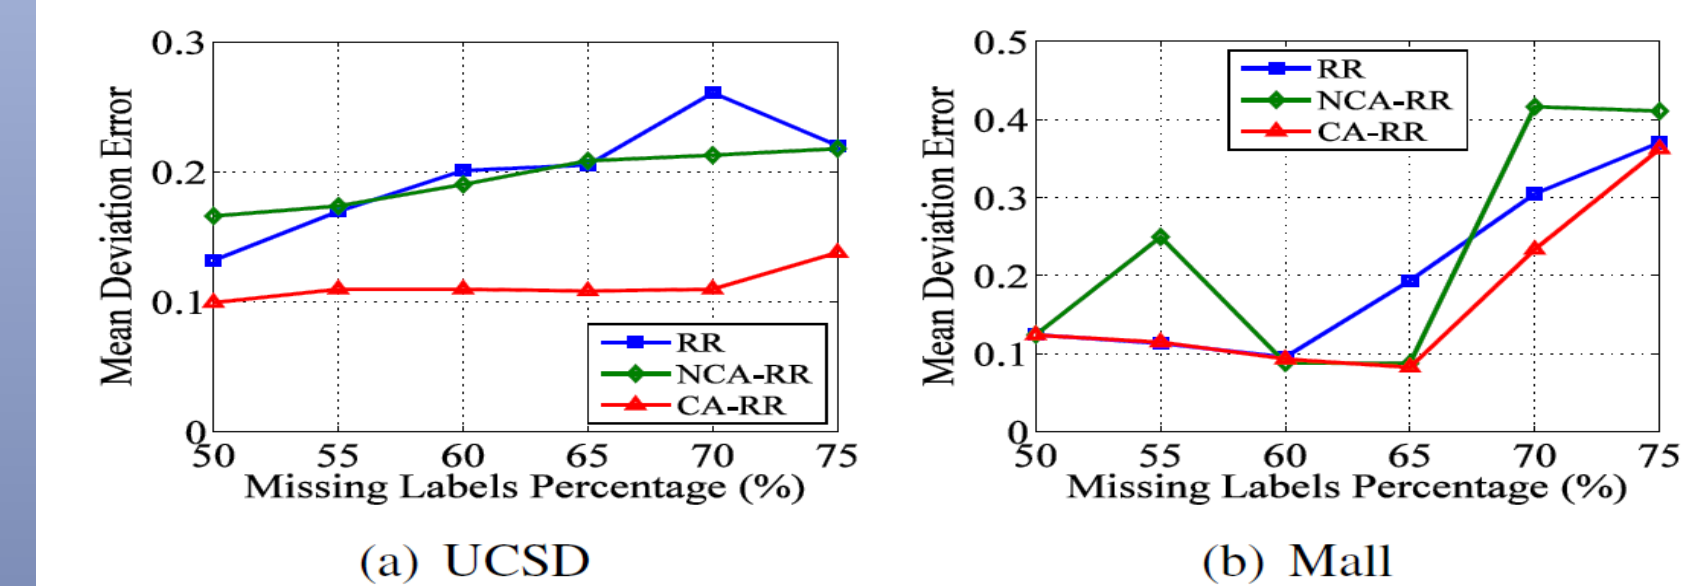 0.3
0.2
0.1
0
50 55 60 65 70 75
Mean Deviation Error
Missing Labels Percentage (%)
RR
NCA-RR
CA-RR
(a) UCSD
0.5
0.4
0.3
0.2
0.1
0
50 55 60 65 70 75
Mean Deviation Error
Missing Labels Percentage (%)
RR
NCA-RR
CA-RR
(b) Mall